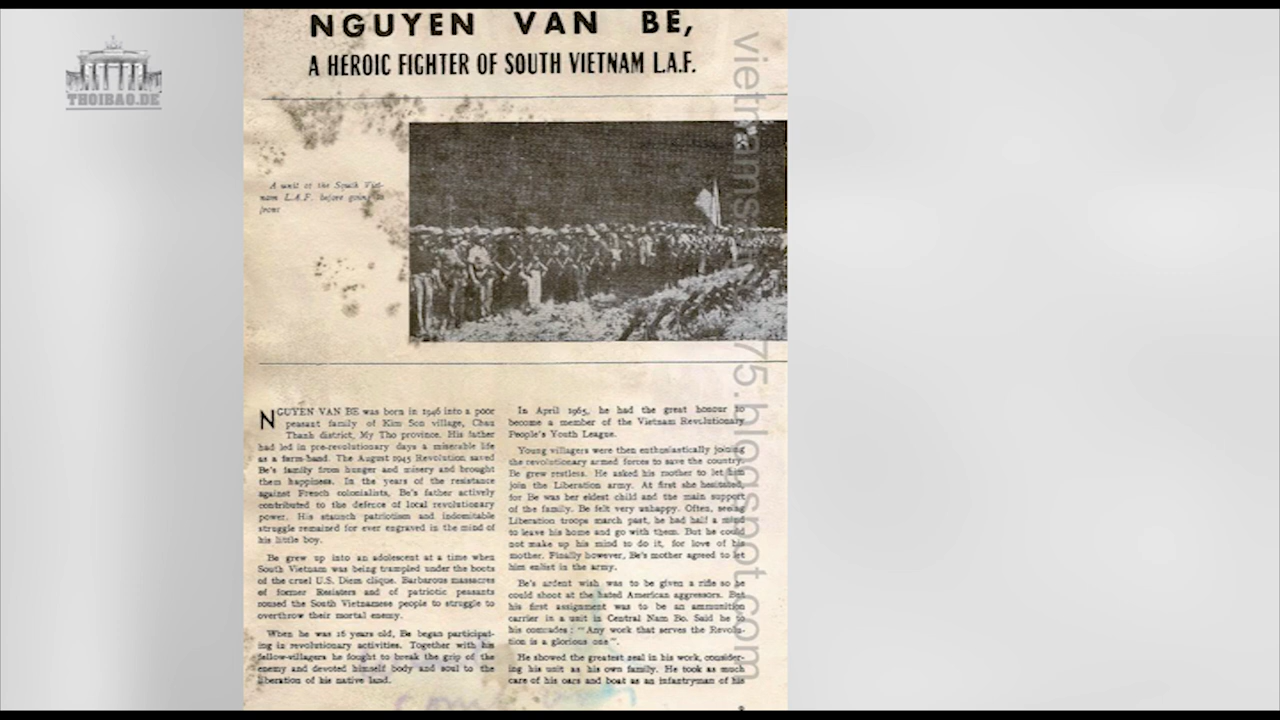 NGUYEN VAN BE,
A HEROIC FIGHTER OF SOUTH VIETNAM L.A.F.
THOIBAO.DE
A unit of the South Viet-
nam L.A.F. before going to
front
NGUYEN VAN BE was born in 1946 into a poor
peasant family of Kim Son village, Chau
Thanh district, My Tho province. His father
had led in pre-revolutionary days a miserable life
as a farm-hand. The August 1945 Revolution saved
Be's family from hunger and misery and brought
them happiness. In the years of the resistance
against French colonialists, Be's father actively
contributed to the defence of local revolutionary
power. His staunch patriotism and indomitable
struggle remained for ever engraved in the mind of
his little boy.
Be grew up into an adolescent at a time when
South Vietnam was being trampled under the boots
of the cruel U.S. Diem clique. Barbarous massacres
of former Resisters and of patriotic peasants
roused the South Vietnamese people to struggle to
overthrow their mortal enemy.
When he was 16 years old, Be began participat-
ing in revolutionary activities. Together with his
fellow-villagers he fought to break the grip of the
enemy and devoted himself body and soul to the
liberation of his native land.
In April 1965, he had the great honour to
become a member of the Vietnam Revolutionary
People's Youth League.
Young villagers were then enthusiastically joining
the revolutionary armed forces to save the country.
Be grew restless. He asked his mother to let him
join the Liberation army. At first she hesitated,
for Be was her eldest child and the main support
of the family. Be felt very unhappy. Often, seeing
Liberation troops march past, he had half a mind
to leave his home and go with them. But he could
not make up his mind to do it, for love of his
mother. Finally however, Be's mother agreed to let
him enlist in the army.
Be's ardent wish was to be given a rifle so he
could shoot at the hated American aggressors. But
his first assignment was to be an ammunition
carrier in a unit in Central Nam Bo. Said he to
his comrades: "Any work that serves the Revolu-
tion is a glorious one".
He showed the greatest zeal in his work, consider-
ing his unit as his own family. He took as much
care of his oars and boat as an infantryman of his
75.blogspot.com